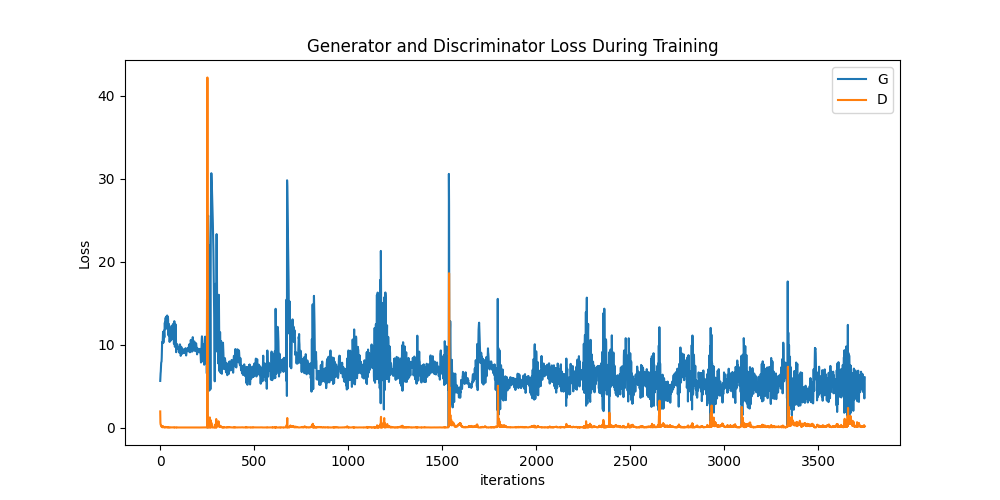 Generator and Discriminator Loss During Training
G
D
40
30
20
10
0
Loss
0 500 1000 1500 2000 2500 3000 3500
iterations